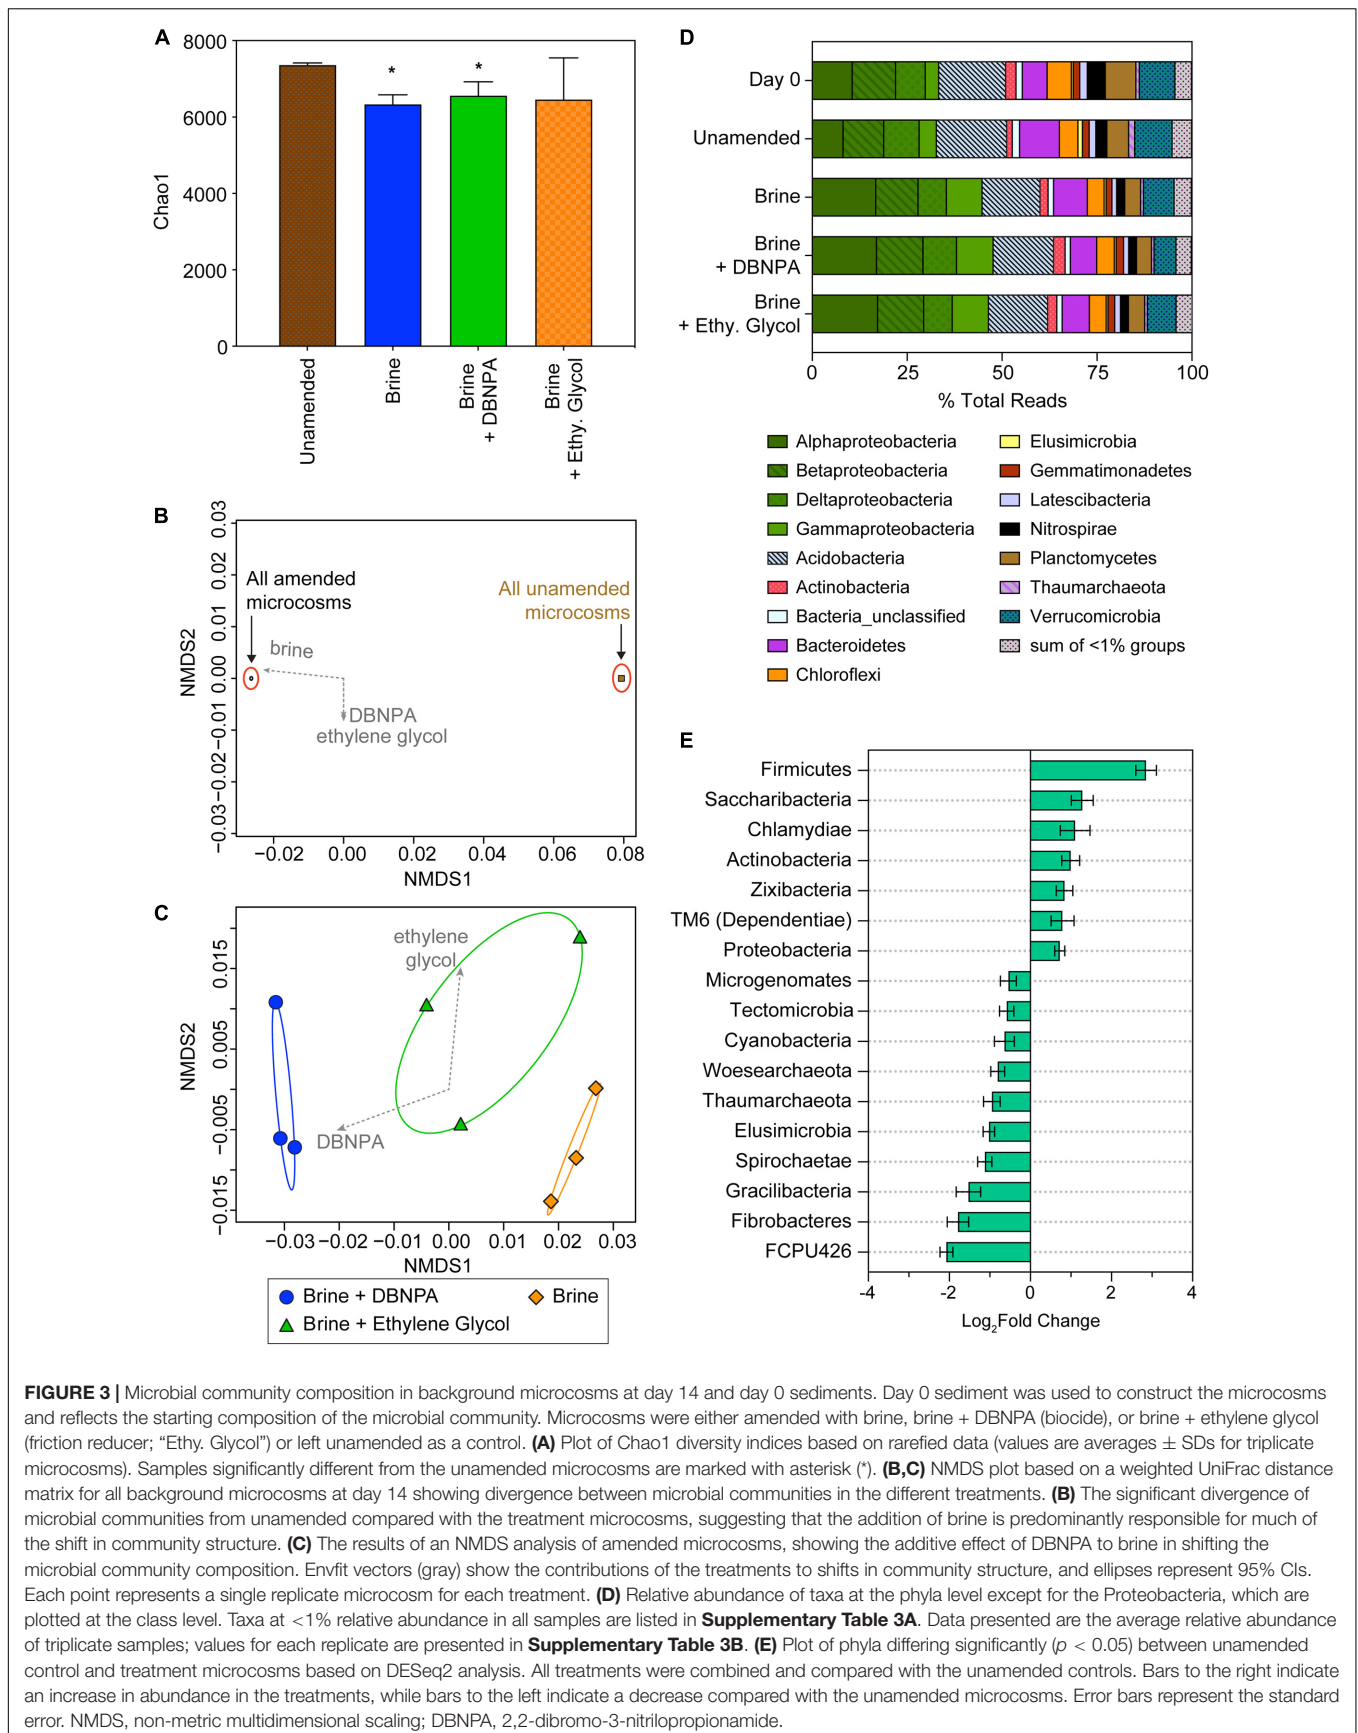 A
8000
6000
4000
2000
0
Chao1
*
*
Unamended
Brine
Brine
+ DBNPA
Brine
+ Ethy. Glycol
B
0.03
0.02
0.01
0.00
−0.01
−0.02
−0.03
NMDS2
All amended
microcosms
All unamended
microcosms
brine
DBNPA
ethylene glycol
−0.02
0.00
0.02
0.04
0.06
0.08
NMDS1
C
0.015
0.005
−0.005
−0.015
NMDS2
ethylene
glycol
DBNPA
−0.03
−0.02
−0.01
0.00
0.01
0.02
0.03
NMDS1
Brine + DBNPA
Brine
Brine + Ethylene Glycol
D
Day 0
Unamended
Brine
Brine
+ DBNPA
Brine
+ Ethy. Glycol
0
25
50
75
100
% Total Reads
Alphaproteobacteria
Betaproteobacteria
Deltaproteobacteria
Gammaproteobacteria
Acidobacteria
Actinobacteria
Bacteria_unclassified
Bacteroidetes
Chloroflexi
Elusimicrobia
Gemmatimonadetes
Latescibacteria
Nitrospirae
Planctomycetes
Thaumarchaeota
Verrucomicrobia
sum of <1% groups
E
Firmicutes
Saccharibacteria
Chlamydiae
Actinobacteria
Zixibacteria
TM6 (Dependentiae)
Proteobacteria
Microgenomates
Tectomicrobia
Cyanobacteria
Woesearchaeota
Thaumarchaeota
Elusimicrobia
Spirochaetae
Gracilibacteria
Fibrobacteres
FCPU426
-4
-2
0
2
4
Log2Fold Change
FIGURE 3 | Microbial community composition in background microcosms at day 14 and day 0 sediments. Day 0 sediment was used to construct the microcosms
and reflects the starting composition of the microbial community. Microcosms were either amended with brine, brine + DBNPA (biocide), or brine + ethylene glycol
(friction reducer; “Ethy. Glycol”) or left unamended as a control. (A) Plot of Chao1 diversity indices based on rarefied data (values are averages ± SDs for triplicate
microcosms). Samples significantly different from the unamended microcosms are marked with asterisk (*). (B,C) NMDS plot based on a weighted UniFrac distance
matrix for all background microcosms at day 14 showing divergence between microbial communities in the different treatments. (B) The significant divergence of
microbial communities from unamended compared with the treatment microcosms, suggesting that the addition of brine is predominantly responsible for much of
the shift in community structure. (C) The results of an NMDS analysis of amended microcosms, showing the additive effect of DBNPA to brine in shifting the
microbial community composition. Envfit vectors (gray) show the contributions of the treatments to shifts in community structure, and ellipses represent 95% CIs.
Each point represents a single replicate microcosm for each treatment. (D) Relative abundance of taxa at the phyla level except for the Proteobacteria, which are
plotted at the class level. Taxa at <1% relative abundance in all samples are listed in Supplementary Table 3A. Data presented are the average relative abundance
of triplicate samples; values for each replicate are presented in Supplementary Table 3B. (E) Plot of phyla differing significantly (p < 0.05) between unamended
control and treatment microcosms based on DESeq2 analysis. All treatments were combined and compared with the unamended controls. Bars to the right indicate
an increase in abundance in the treatments, while bars to the left indicate a decrease compared with the unamended microcosms. Error bars represent the standard
error. NMDS, non-metric multidimensional scaling; DBNPA, 2,2-dibromo-3-nitrilopropionamide.